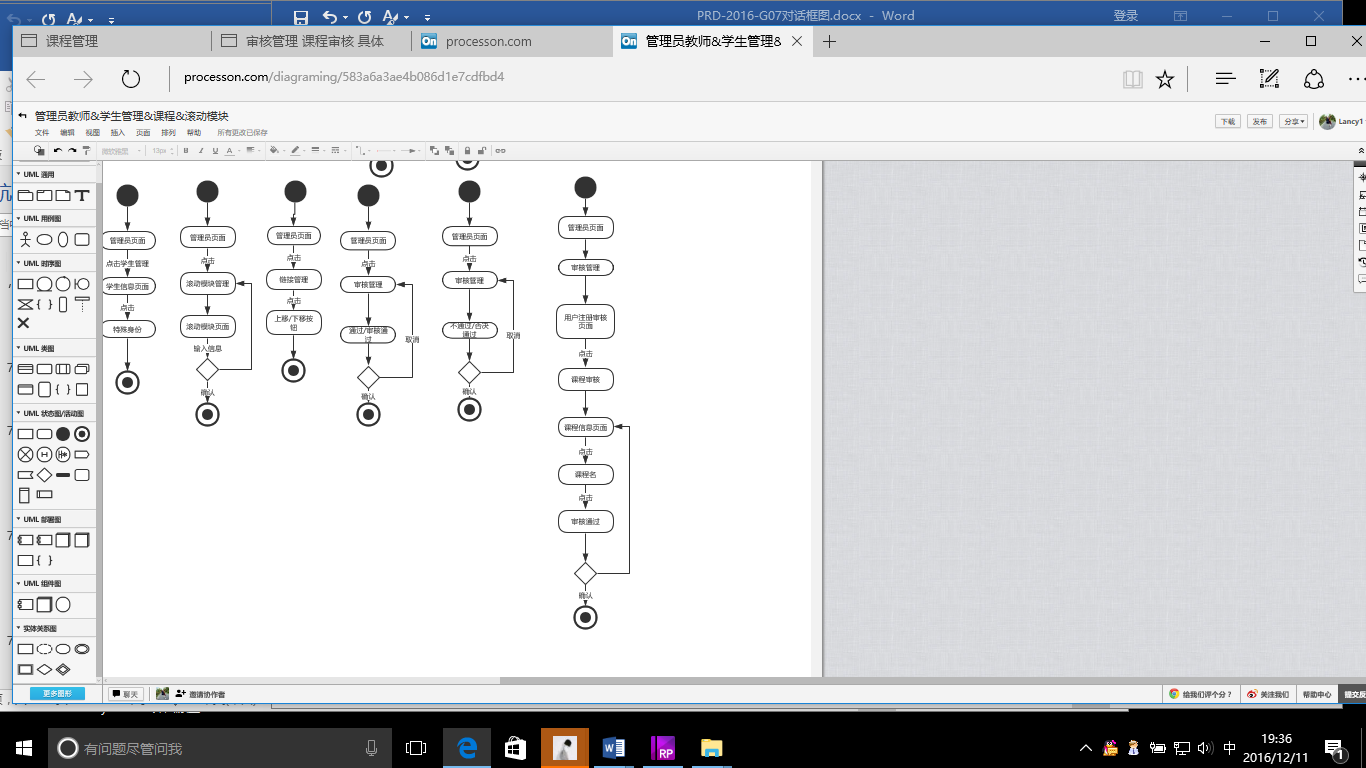 PRD-2016-G07对话框图.docx - Word
登录
课程管理
审核管理 课程审核 具体
processon.com
管理员教师&学生管理&
processon.com/diagraming/583a6a3ae4b086d1e7cdfbd4
管理员教师&学生管理&课程&滚动模块
文件 编辑 视图 插入 页面 排列 帮助 所有更改已保存
下载 发布 分享 Lancy1
微软雅黑 13px B I U A
UML 通用
UML 用例图
UML 时序图
UML 类图
UML 状态图/活动图
UML 部署图
UML 组件图
实体关系图
更多图形
管理员页面
点击学生管理
学生信息页面
点击
特殊身份
管理员页面
点击
滚动模块管理
滚动模块页面
输入信息
确认
管理员页面
点击
链接管理
点击
上移/下移按
钮
管理员页面
点击
审核管理
通过/审核通
过
取消
确认
管理员页面
点击
审核管理
不通过/否决
通过
取消
确认
管理员页面
审核管理
用户注册审核
页面
点击
课程审核
课程信息页面
点击
课程名
点击
审核通过
确认
聊天
邀请协作者
给我们评个分？
关注我们
帮助中心
提交反
有问题尽管问我
RP
中
19:36
2016/12/11
1